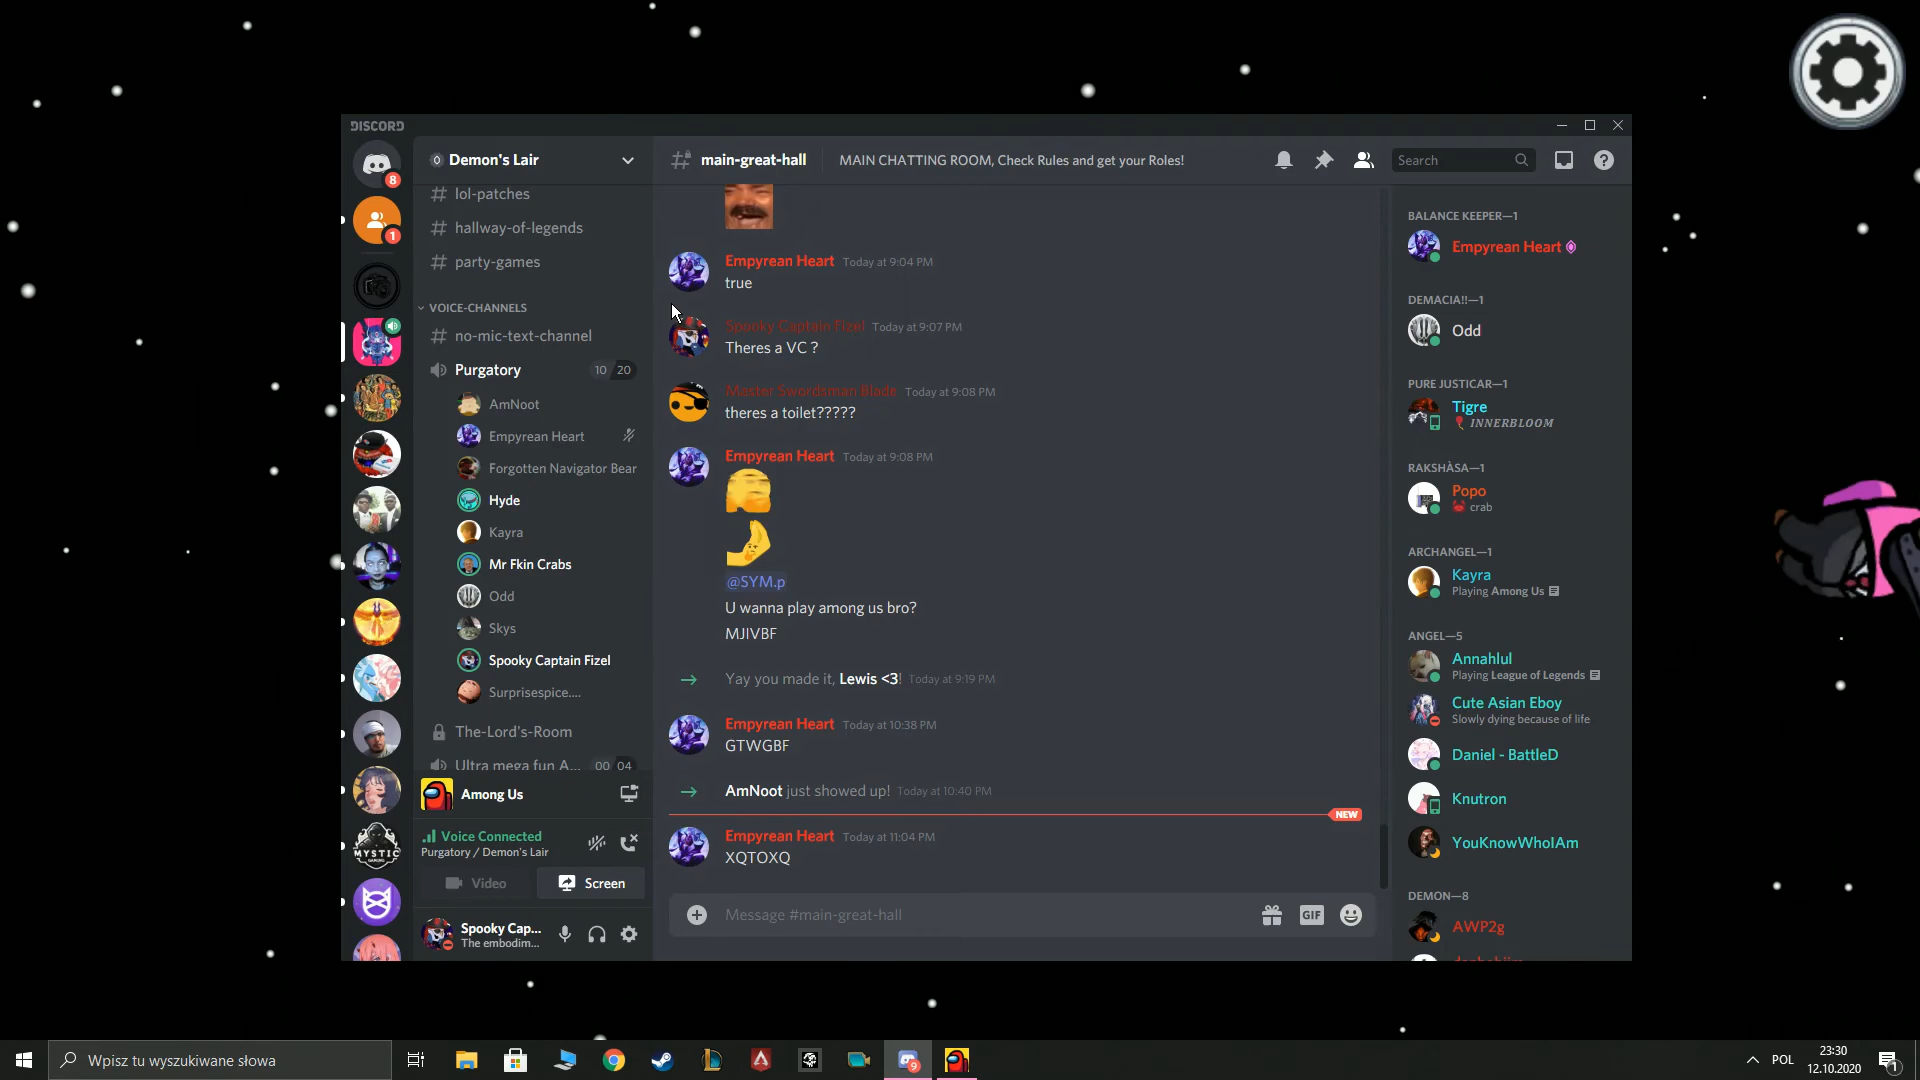 DISCORD
Demon's Lair
lol-patches
hallway-of-legends
party-games
VOICE-CHANNELS
no-mic-text-channel
Purgatory 10 20
AmNoot
Empyrean Heart
Forgotten Navigator Bear
Hyde
Kayra
Mr Fkin Crabs
Odd
Skys
Spooky Captain Fizel
Surprisespice....
The-Lord's-Room
Ultra mega fun A... 00 04
Among Us
Voice Connected
Purgatory / Demon's Lair
Video Screen
Spooky Cap...
The embodim...
8
1
MYSTIC
GAMING
main-great-hall MAIN CHATTING ROOM, Check Rules and get your Roles!
Search
Empyrean Heart Today at 9:04 PM
true
Spooky Captain Fizel Today at 9:07 PM
Theres a VC ?
Master Swordsman Blade Today at 9:08 PM
theres a toilet?????
Empyrean Heart Today at 9:08 PM
@SYM.p
U wanna play among us bro?
MJIVBF
Yay you made it, Lewis <3! Today at 9:19 PM
Empyrean Heart Today at 10:38 PM
GTWGBF
AmNoot just showed up! Today at 10:40 PM
NEW
Empyrean Heart Today at 11:04 PM
XQTOXQ
Message #main-great-hall
GIF
BALANCE KEEPER—1
Empyrean Heart
DEMACIA!!—1
Odd
PURE JUSTICAR—1
Tigre
INNERBLOOM
RAKSHÀSA—1
Popo
crab
ARCHANGEL—1
Kayra
Playing Among Us
ANGEL—5
Annahlul
Playing League of Legends
Cute Asian Eboy
Slowly dying because of life
Daniel - BattleD
Knutron
YouKnowWhoIAm
DEMON—8
AWP2g
Wpisz tu wyszukiwane słowa
9
POL
23:30
12.10.2020
1